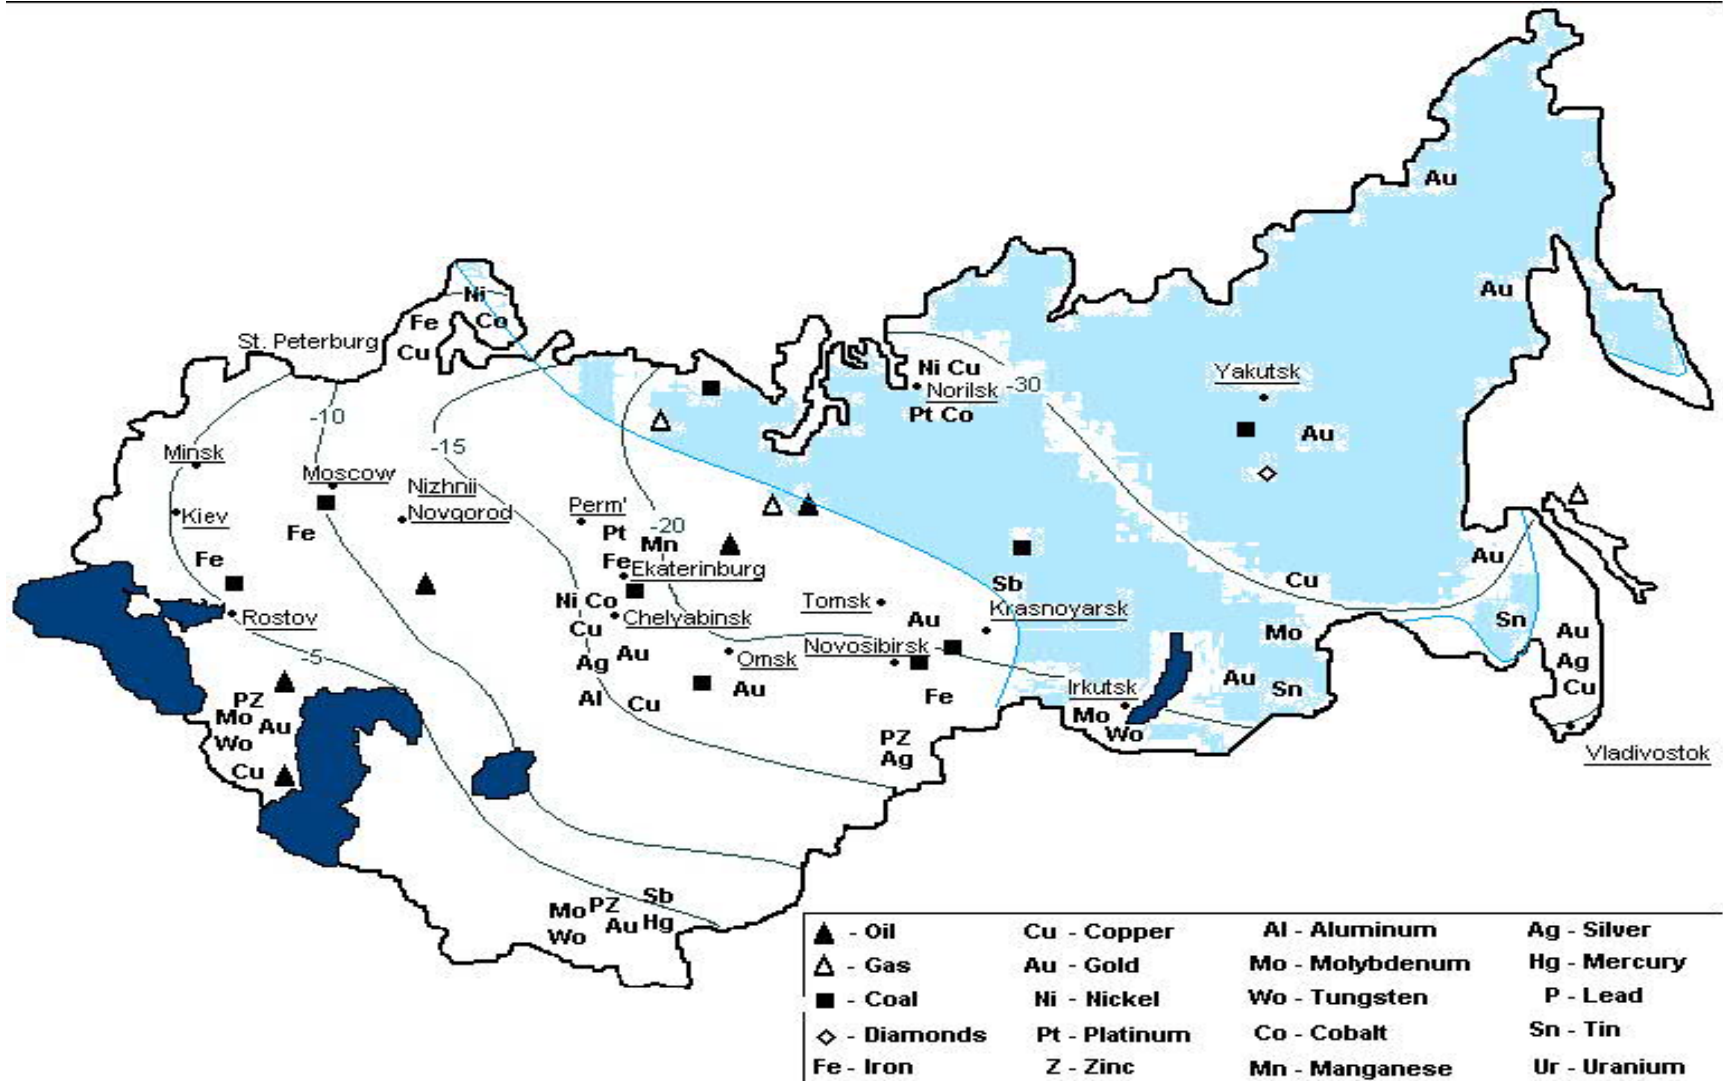 Au
Au
Ni
Fe
Co
St. Peterburg
Cu
Ni Cu
Norilsk
-30
Pt Co
Yakutsk
Au
-10
-15
Minsk
Moscow
Nizhnii
Novgorod
Kiev
Fe
Perm'
Pt
-20
Mn
Fe
Ekaterinburg
Fe
Rostov
Ni Co
Chelyabinsk
Cu
Ag
Au
Al
Cu
Tomsk
Au
Sb
Krasnoyarsk
Novosibirsk
Omsk
Au
Fe
PZ
Ag
Cu
Mo
Au
Sn
Irkutsk
Mo
Wo
Au
Sn
Au
Ag
Cu
Vladivostok
-5
PZ
Mo
Au
Wo
Cu
Sb
Mo
PZ
Au
Hg
Wo
- Oil
Cu - Copper
Al - Aluminum
Ag - Silver
- Gas
Au - Gold
Mo - Molybdenum
Hg - Mercury
- Coal
Ni - Nickel
Wo - Tungsten
P - Lead
- Diamonds
Pt - Platinum
Co - Cobalt
Sn - Tin
Fe - Iron
Z - Zinc
Mn - Manganese
Ur - Uranium